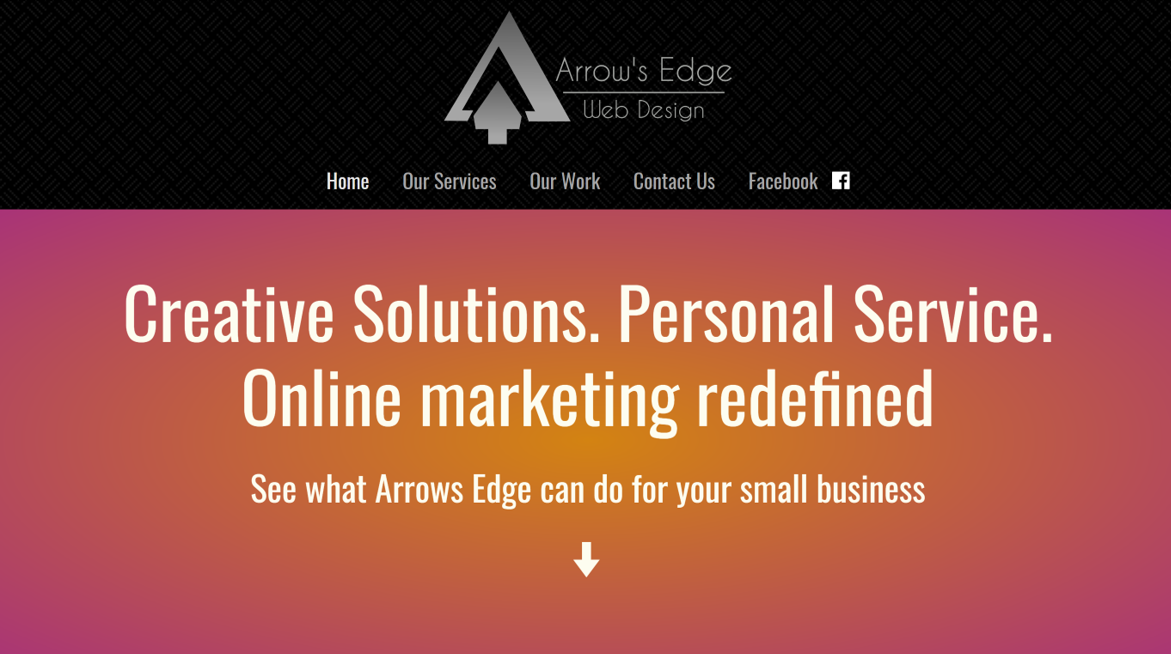 Arrow's Edge
Web Design
Home Our Services Our Work Contact Us Facebook
Creative Solutions. Personal Service.
Online marketing redefined
See what Arrows Edge can do for your small business